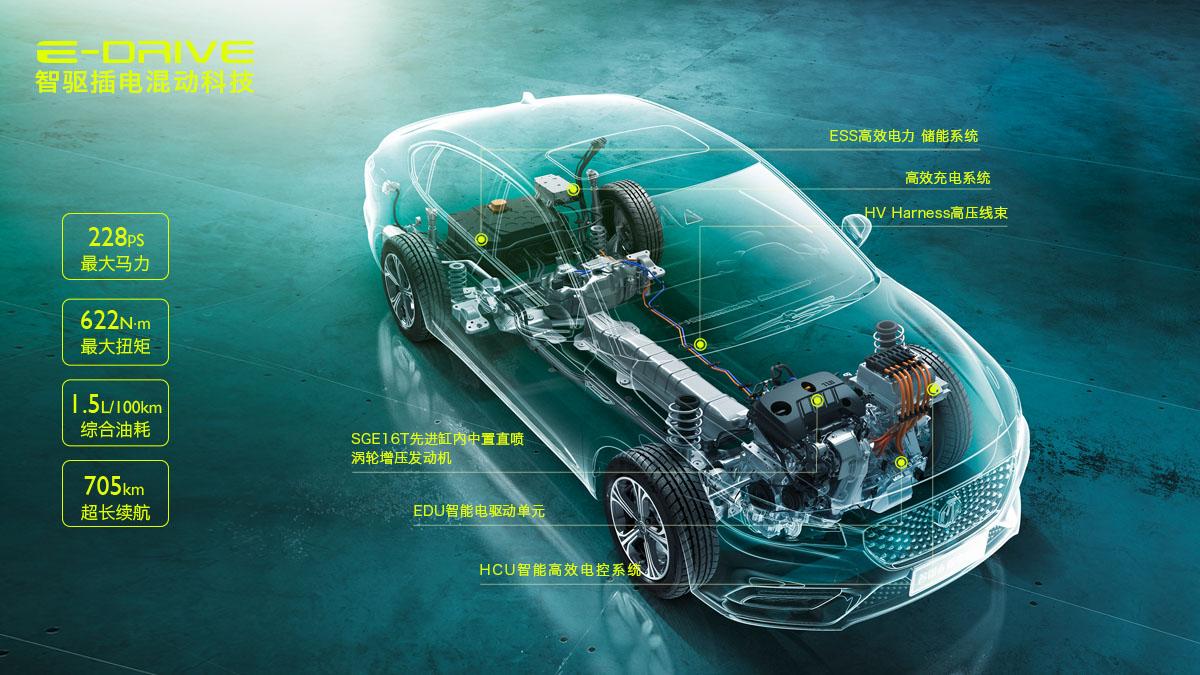 E-DRIVE
智驱插电混动科技
228PS
最大马力
622N·m
最大扭矩
1.5L/100km
综合油耗
705km
超长续航
ESS高效电力 储能系统
高效充电系统
HV Harness高压线束
SGE16T先进缸内中置直喷
涡轮增压发动机
EDU智能电驱动单元
HCU智能高效电控系统